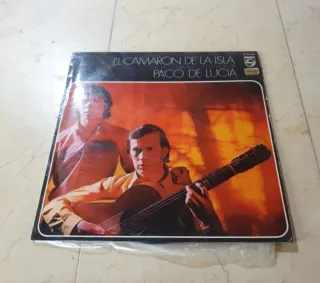 EL CAMARON DE LA ISLA
PACO DE LUCIA